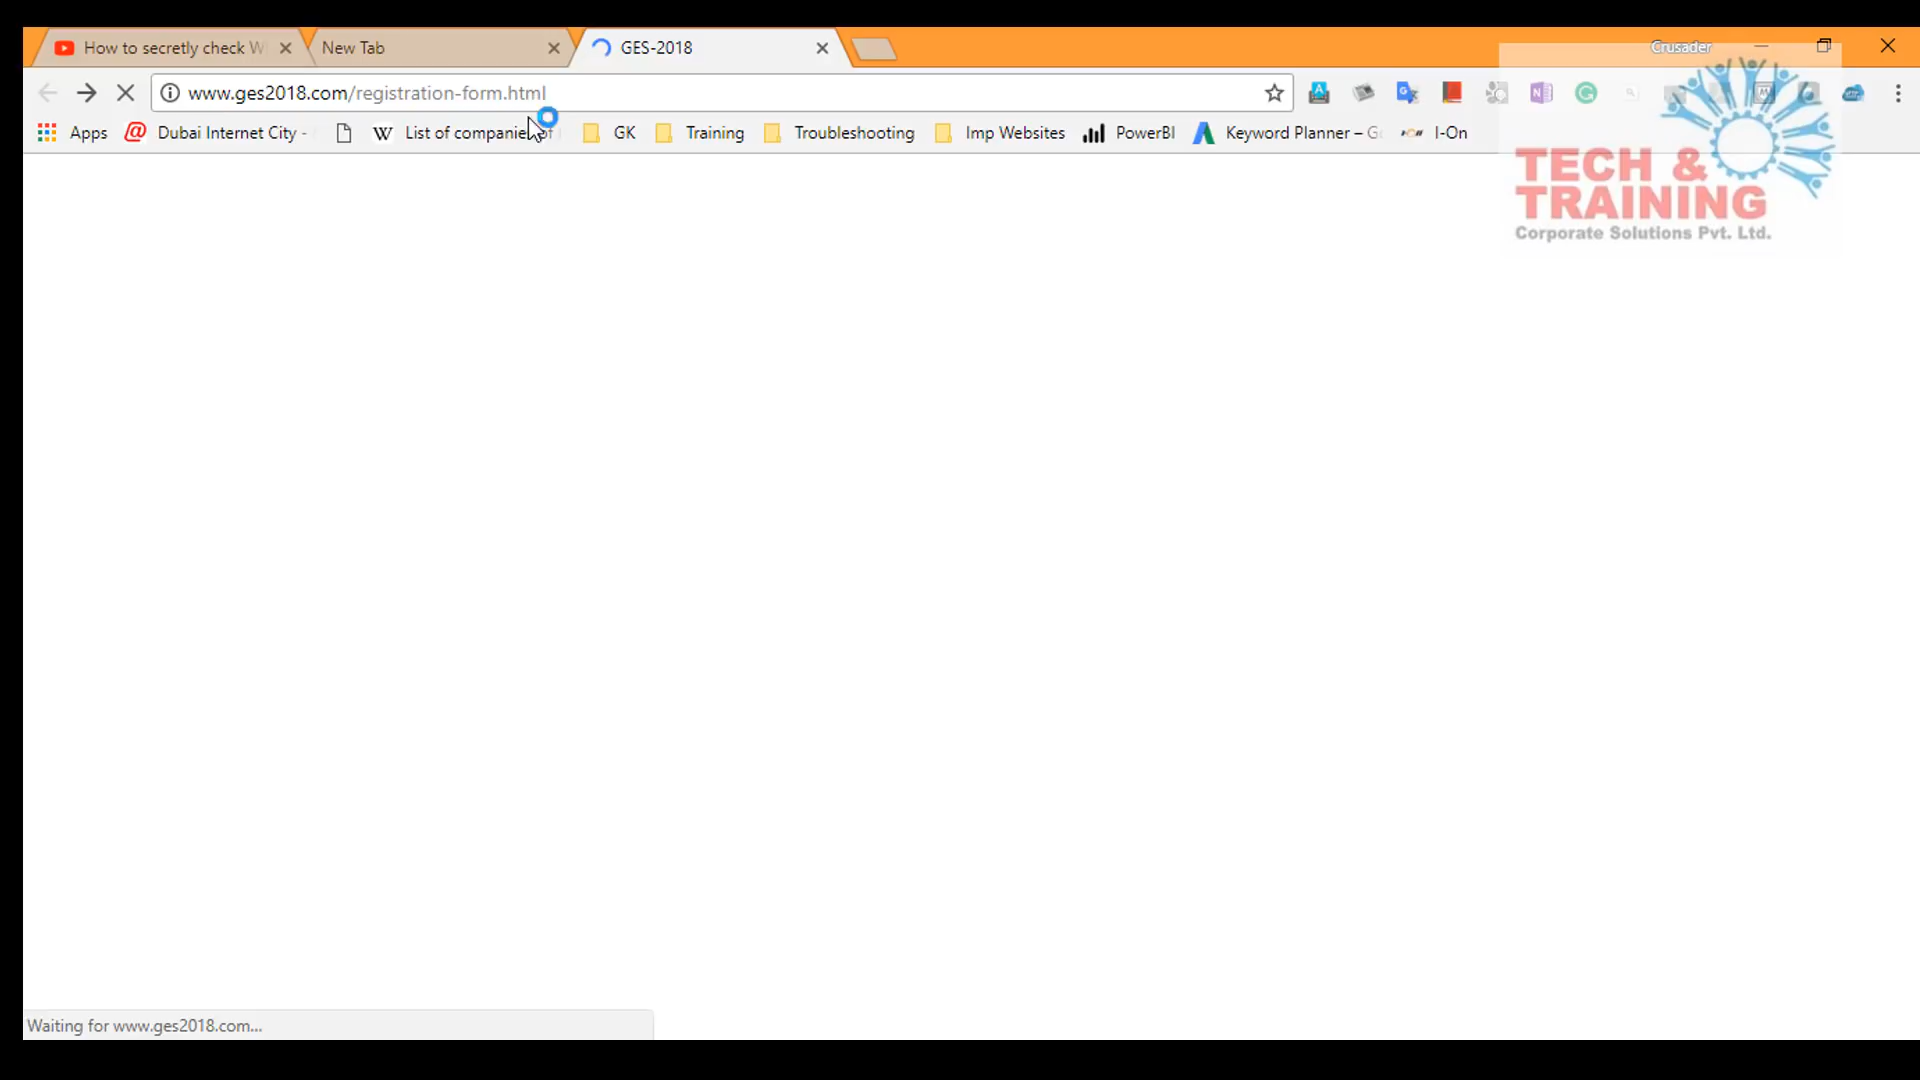 How to secretly check W
New Tab
GES-2018
Crusader
www.ges2018.com/registration-form.html
Apps
Dubai Internet City -
List of companie of
GK
Training
Troubleshooting
Imp Websites
PowerBI
Keyword Planner – G
I-On
TECH &
TRAINING
Corporate Solutions Pvt. Ltd.
Waiting for www.ges2018.com...